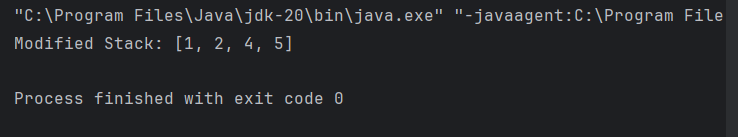 "C:\Program Files\Java\jdk-20\bin\java.exe" "-javaagent:C:\Program File
Modified Stack: [1, 2, 4, 5]
Process finished with exit code 0